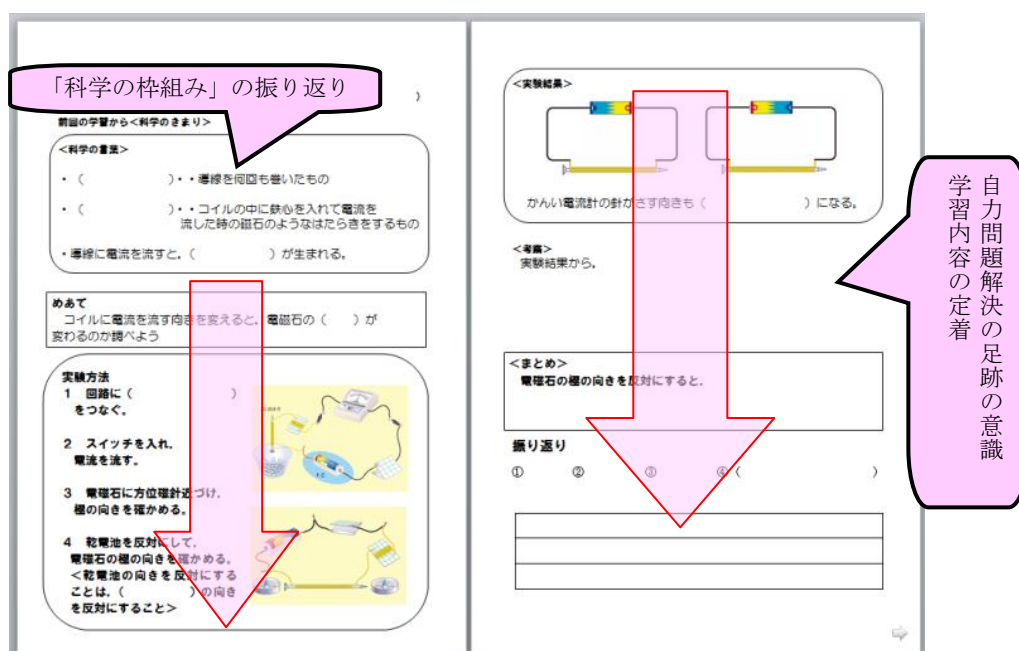 「科学の枠組み」の振り返り
)
前回の学習から<科学のきまり>
<科学の言葉>
・（　　　　　　）・・導線を何回も巻いたもの
・（　　　　　　）・・コイルの中に鉄心を入れて電流を
流した時の磁石のようなはたらきをするもの
・導線に電流を流すと，（　　　　　　）が生まれる。
めあて
コイルに電流を流す向きを変えると，電磁石の（　　）が
変わるのか調べよう
実験方法
1　回路に（　　　　　　　）
をつなぐ。
2　スイッチを入れ，
電流を流す。
3　電磁石に方位磁針近づけ，
極の向きを確かめる。
4　乾電池を反対にして，
電磁石の極の向きを確かめる。
<乾電池の向きを反対にする
ことは，（　　　　　）の向き
を反対にすること>
<実験結果>
かんい電流計の針がさす向きも（　　　　　　　　）になる。
<考察>
実験結果から，
<まとめ>
電磁石の極の向きを反対にすると，
振り返り
①　②　③　④（　　　　　　　　）
自力問題解決の足跡の意識
学習内容の定着